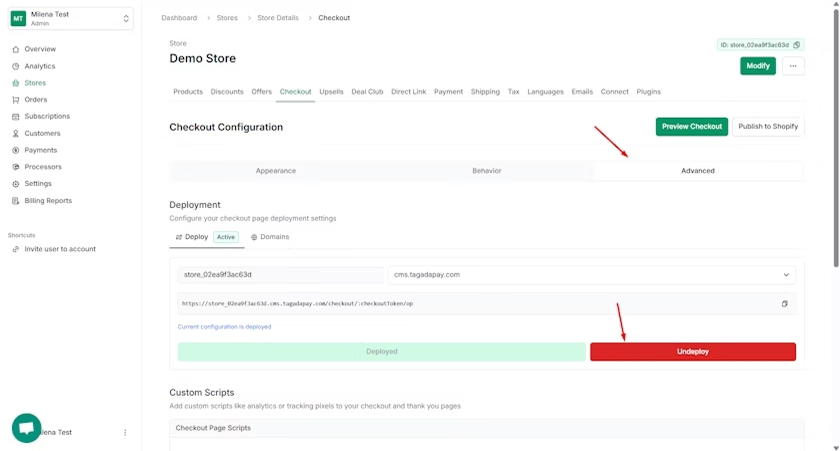 MT
Milena Test
Admin
Overview
Analytics
Stores
Orders
Subscriptions
Customers
Payments
Processors
Settings
Billing Reports
Shortcuts
Invite user to account
ilena Test
Dashboard > Stores > Store Details > Checkout
Store
ID: store_02ea9f3ac63d
Demo Store
Modify
...
Products Discounts Offers Checkout Upsells Deal Club Direct Link Payment Shipping Tax Languages Emails Connect Plugins
Checkout Configuration
Preview Checkout
Publish to Shopify
Appearance Behavior Advanced
Deployment
Configure your checkout page deployment settings
Deploy Active Domains
store_02ea9f3ac63d
cms.tagadapay.com
https://store_02ea9f3ac63d.cms.tagadapay.com/checkout/:checkoutToken/op
Current configuration is deployed
Deployed
Undeploy
Custom Scripts
Add custom scripts like analytics or tracking pixels to your checkout and thank you pages
Checkout Page Scripts